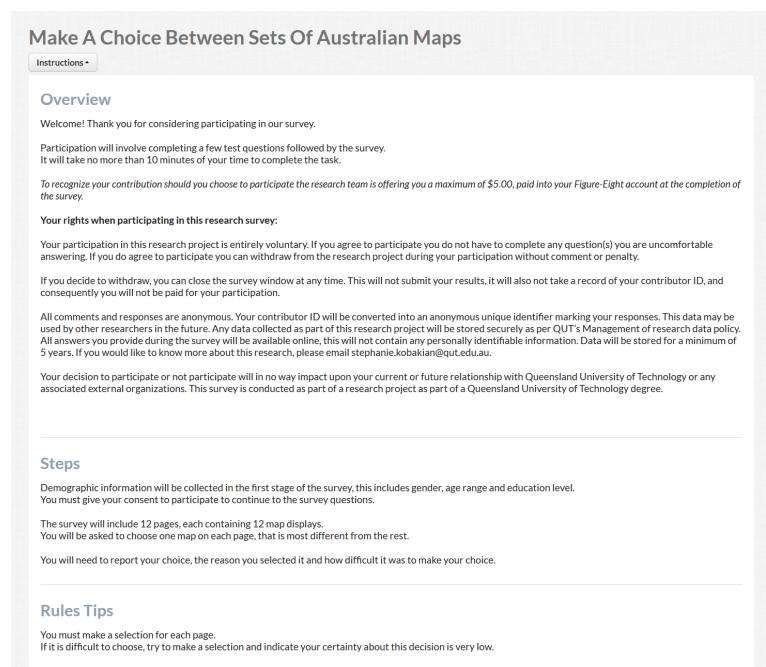 Make A Choice Between Sets Of Australian Maps
Instructions
Overview
Welcome! Thank you for considering participating in our survey.
Participation will involve completing a few test questions followed by the survey.
It will take no more than 10 minutes of your time to complete the task.
To recognize your contribution should you choose to participate the research team is offering you a maximum of $5.00, paid into your Figure-Eight account at the completion of
the survey.
Your rights when participating in this research survey:
Your participation in this research project is entirely voluntary. If you agree to participate you do not have to complete any question(s) you are uncomfortable
answering. If you do agree to participate you can withdraw from the research project during your participation without comment or penalty.
If you decide to withdraw, you can close the survey window at any time. This will not submit your results, it will also not take a record of your contributor ID, and
consequently you will not be paid for your participation.
All comments and responses are anonymous. Your contributor ID will be converted into an anonymous unique identifier marking your responses. This data may be
used by other researchers in the future. Any data collected as part of this research project will be stored securely as per QUT's Management of research data policy.
All answers you provide during the survey will be available online, this will not contain any personally identifiable information. Data will be stored for a minimum of
5 years. If you would like to know more about this research, please email stephanie.kobakian@qut.edu.au.
Your decision to participate or not participate will in no way impact upon your current or future relationship with Queensland University of Technology or any
associated external organizations. This survey is conducted as part of a research project as part of a Queensland University of Technology degree.
Steps
Demographic information will be collected in the first stage of the survey, this includes gender, age range and education level.
You must give your consent to participate to continue to the survey questions.
The survey will include 12 pages, each containing 12 map displays.
You will be asked to choose one map on each page, that is most different from the rest.
You will need to report your choice, the reason you selected it and how difficult it was to make your choice.
Rules Tips
You must make a selection for each page.
If it is difficult to choose, try to make a selection and indicate your certainty about this decision is very low.